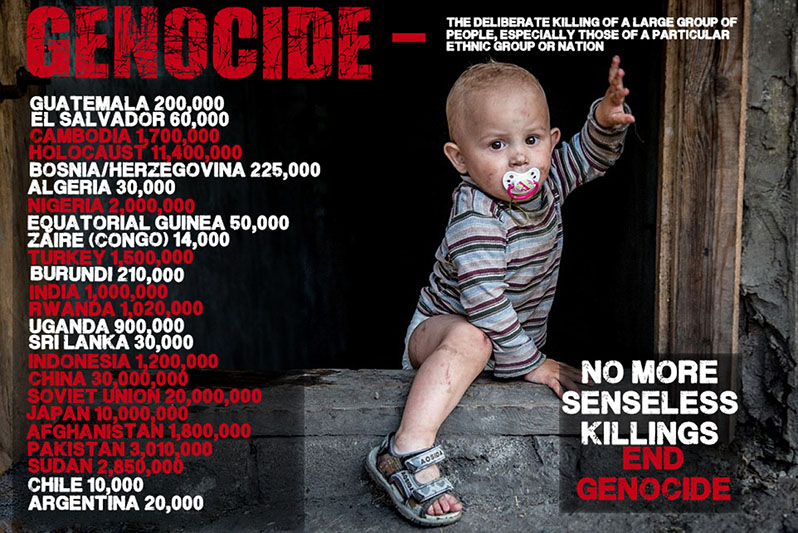 GENOCIDE –
THE DELIBERATE KILLING OF A LARGE GROUP OF
PEOPLE, ESPECIALLY THOSE OF A PARTICULAR
ETHNIC GROUP OR NATION
GUATEMALA 200,000
EL SALVADOR 60,000
CAMBODIA 1,700,000
HOLOCAUST 11,400,000
BOSNIA/HERZEGOVINA 225,000
ALGERIA 30,000
NIGERIA 2,000,000
EQUATORIAL GUINEA 50,000
ZAIRE (CONGO) 14,000
TURKEY 1,500,000
BURUNDI 210,000
INDIA 1,000,000
RWANDA 1,020,000
UGANDA 900,000
SRI LANKA 30,000
INDONESIA 1,200,000
CHINA 30,000,000
SOVIET UNION 20,000,000
JAPAN 10,000,000
AFGHANISTAN 1,800,000
PAKISTAN 3,010,000
SUDAN 2,850,000
CHILE 10,000
ARGENTINA 20,000
NO MORE
SENSELESS
KILLINGS
END
GENOCIDE
AOSIDA